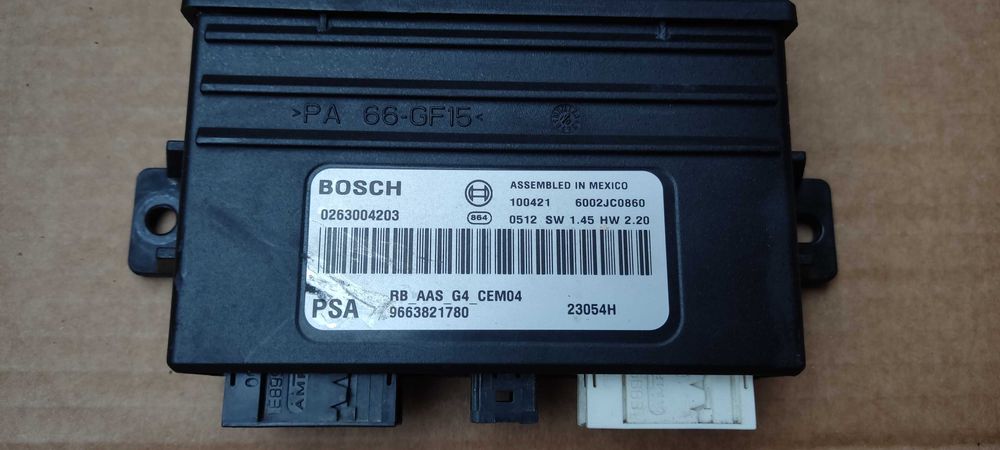 >PA 66-GF15<
BOSCH
ASSEMBLED IN MEXICO
100421 6002JC0860
0263004203
864
0512 SW 1.45 HW 2.20
RB_AAS_G4_CEM04
PSA
9663821780
23054H